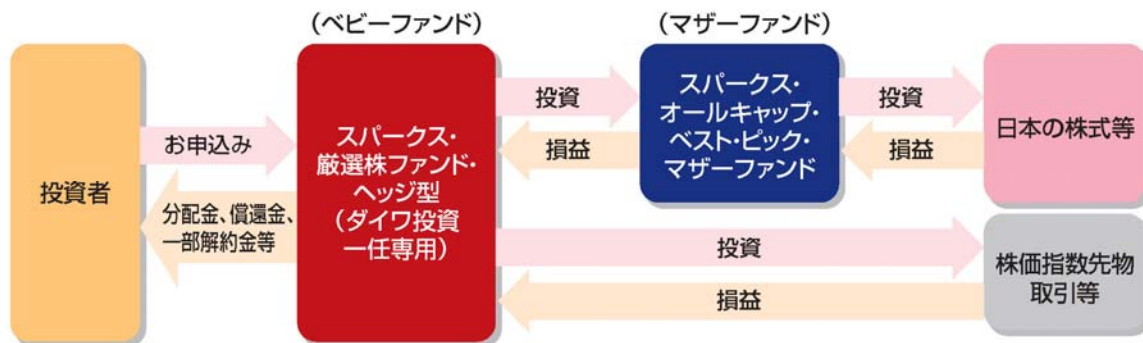 (ベビーファンド)
(マザーファンド)
投資者
お申込み
分配金、償還金、
一部解約金等
スパークス・
厳選株ファンド・
ヘッジ型
(ダイワ投資
一任専用)
投資
損益
スパークス・
オールキャップ・
ベスト・ピック・
マザーファンド
投資
損益
日本の株式等
投資
損益
株価指数先物
取引等